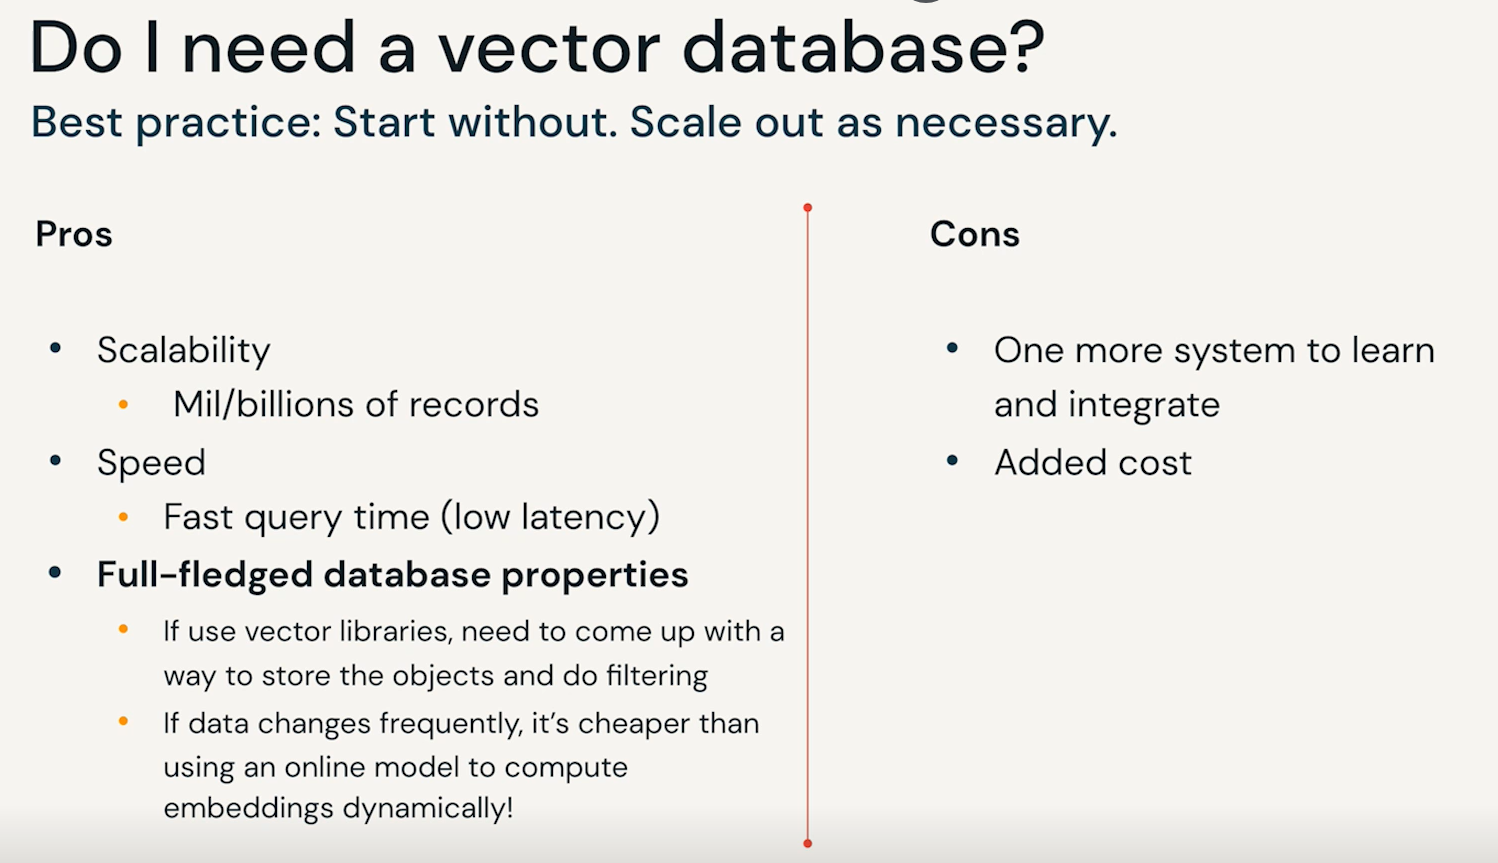 Do I need a vector database?
Best practice: Start without. Scale out as necessary.
Pros
• Scalability
• Mil/billions of records
• Speed
• Fast query time (low latency)
• Full-fledged database properties
• If use vector libraries, need to come up with a
way to store the objects and do filtering
• If data changes frequently, it's cheaper than
using an online model to compute
embeddings dynamically!
Cons
• One more system to learn
and integrate
• Added cost